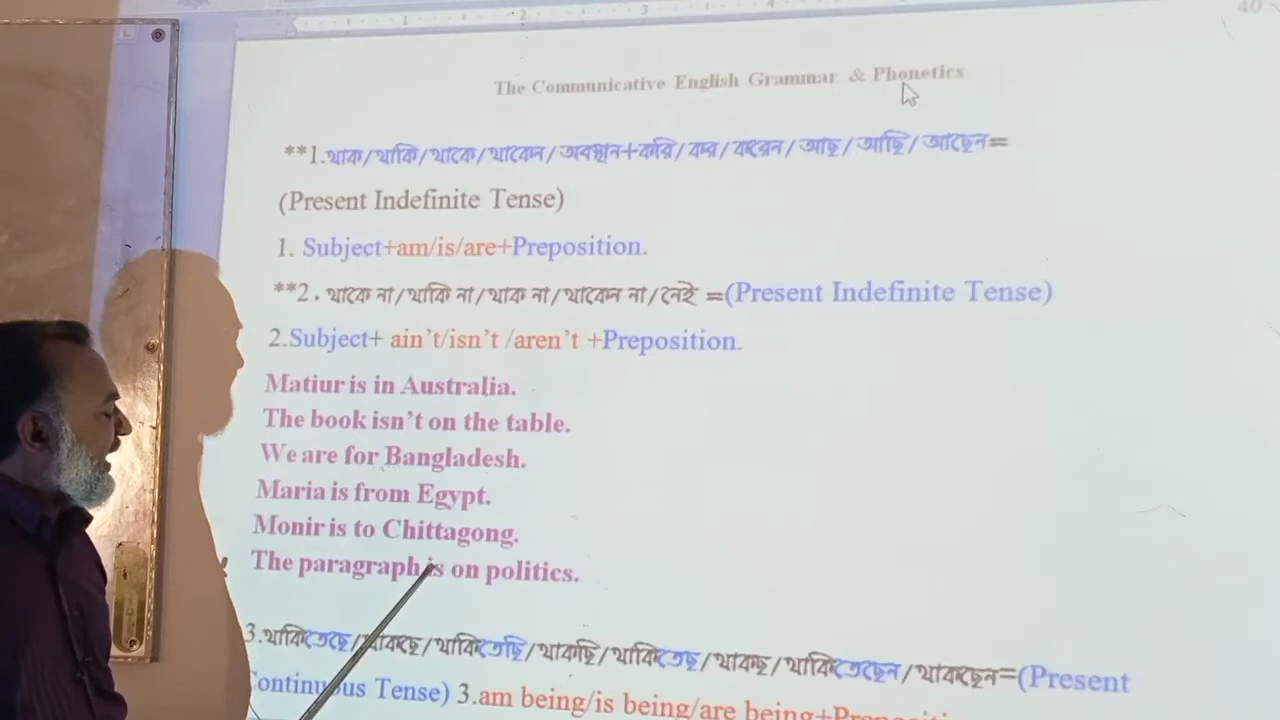 40
The Communicative English Grammar & Phonetics
**1.থাক/থাকি/থাকে/থাকেন/অবস্থান+করি/কর/করেন/আছ/আছি/আছেন=
(Present Indefinite Tense)
1. Subject+am/is/are+Preposition.
**2. থাকে না/থাকি না/থাক না/থাকেন না/নেই =(Present Indefinite Tense)
2.Subject+ ain't/isn't /aren't +Preposition.
Matiur is in Australia.
The book isn't on the table.
We are for Bangladesh.
Maria is from Egypt.
Monir is to Chittagong.
The paragraph is on politics.
3.থাকিতেছে/থাকছে/থাকিতেছি/থাকছি/থাকিতেছ/থাকছ/থাকিতেছেন/থাকছেন=(Present
Continuous Tense) 3.am being/is being/are being+